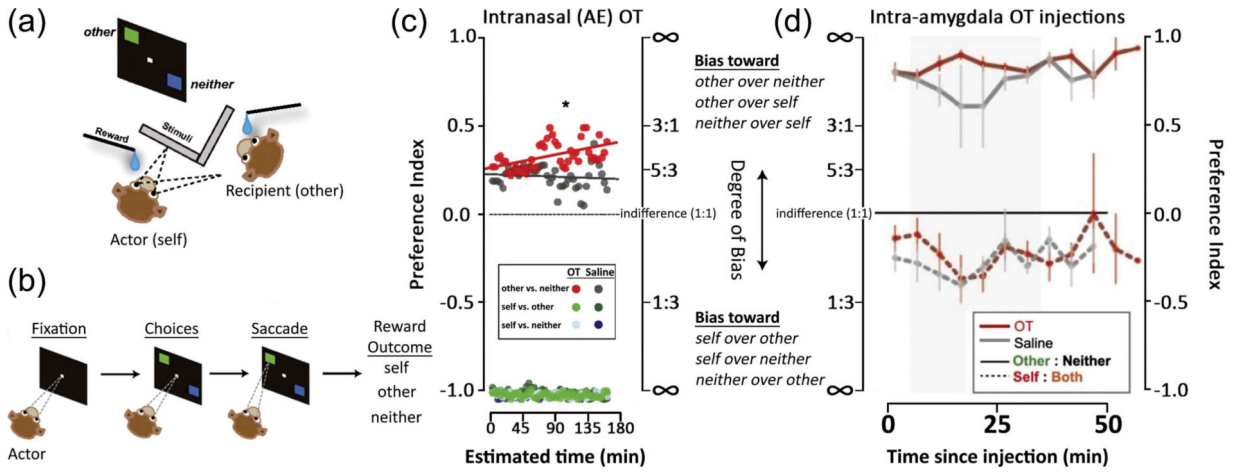 (a)
other
neither
Reward
Stimuli
Recipient (other)
Actor (self)
(b)
Fixation
Choices
Saccade
Reward
Outcome
self
other
neither
Actor
(c)
Intranasal (AE) OT
Preference Index
1.0
0.5
0.0
-0.5
-1.0
*
∞
3:1
5:3
indifference (1:1)
1:3
∞
OT Saline
other vs. neither
self vs. other
self vs. neither
0 45 90 135 180
Estimated time (min)
Bias toward
other over neither
other over self
neither over self
Degree of Bias
Bias toward
self over other
self over neither
neither over other
(d)
Intra-amygdala OT injections
∞
3:1
5:3
indifference (1:1)
1:3
∞
1.0
0.5
0.0
-0.5
-1.0
Preference Index
OT
Saline
Other : Neither
Self : Both
0 25 50
Time since injection (min)